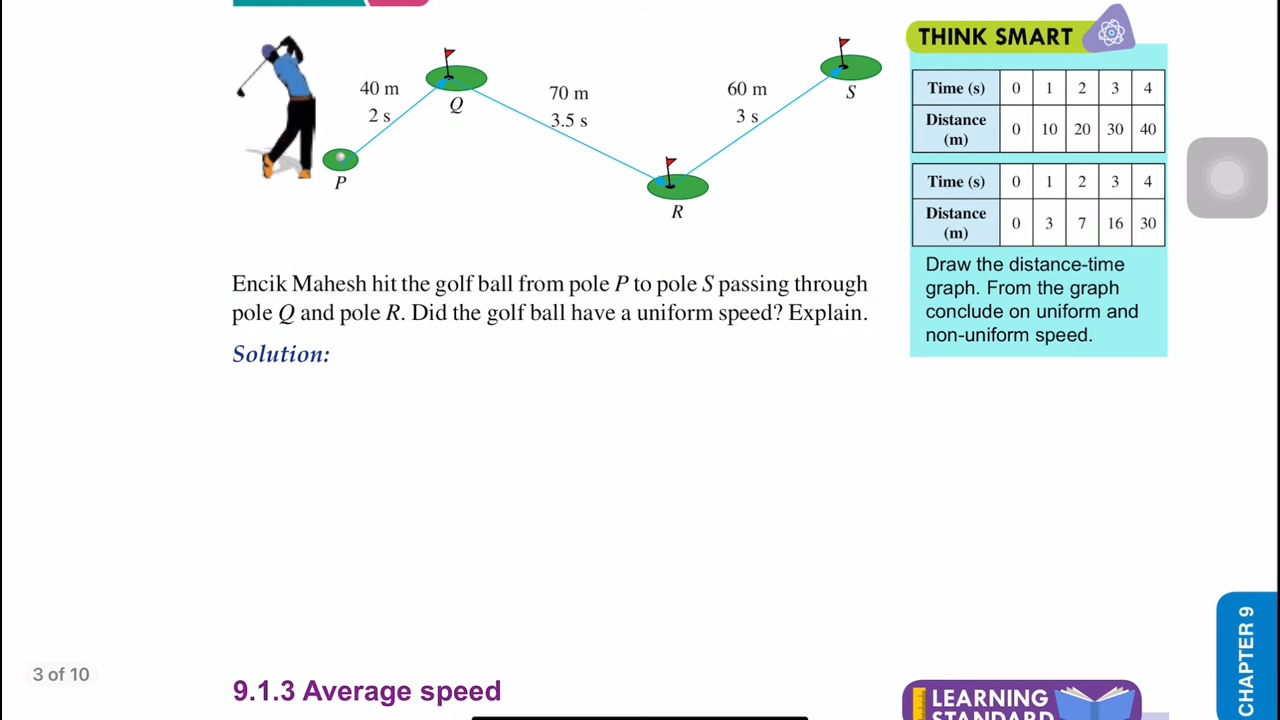 40 m
2 s
P
Q
70 m
3.5 s
R
60 m
3 s
S
Encik Mahesh hit the golf ball from pole P to pole S passing through
pole Q and pole R. Did the golf ball have a uniform speed? Explain.
Solution:
THINK SMART
Time (s) 0 1 2 3 4
Distance
(m) 0 10 20 30 40
Time (s) 0 1 2 3 4
Distance
(m) 0 3 7 16 30
Draw the distance-time
graph. From the graph
conclude on uniform and
non-uniform speed.
3 of 10
9.1.3 Average speed
LEARNING
STANDARD
CHAPTER 9